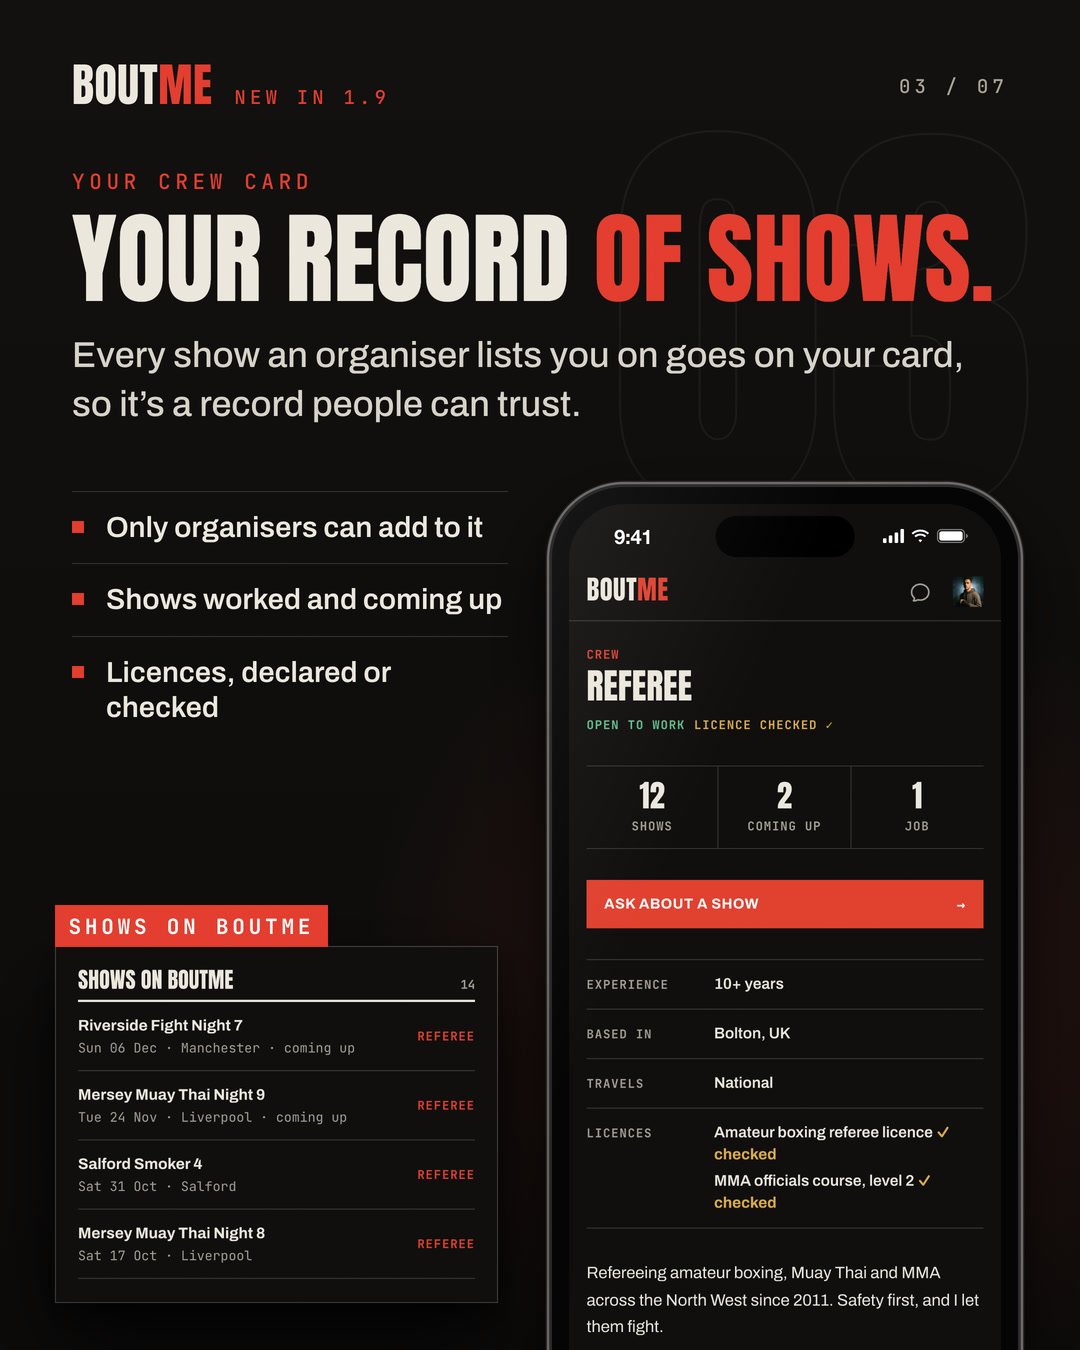 BOUTME NEW IN 1.9
03 / 07
03
YOUR CREW CARD
YOUR RECORD OF SHOWS.
Every show an organiser lists you on goes on your card,
so it’s a record people can trust.
Only organisers can add to it
Shows worked and coming up
Licences, declared or
checked
SHOWS ON BOUTME
SHOWS ON BOUTME 14
Riverside Fight Night 7
Sun 06 Dec · Manchester · coming up
REFEREE
Mersey Muay Thai Night 9
Tue 24 Nov · Liverpool · coming up
REFEREE
Salford Smoker 4
Sat 31 Oct · Salford
REFEREE
Mersey Muay Thai Night 8
Sat 17 Oct · Liverpool
REFEREE
9:41
BOUTME
CREW
REFEREE
OPEN TO WORK LICENCE CHECKED ✓
12 2 1
SHOWS COMING UP JOB
ASK ABOUT A SHOW →
EXPERIENCE 10+ years
BASED IN Bolton, UK
TRAVELS National
LICENCES Amateur boxing referee licence ✓
checked
MMA officials course, level 2 ✓
checked
Refereeing amateur boxing, Muay Thai and MMA
across the North West since 2011. Safety first, and I let
them fight.